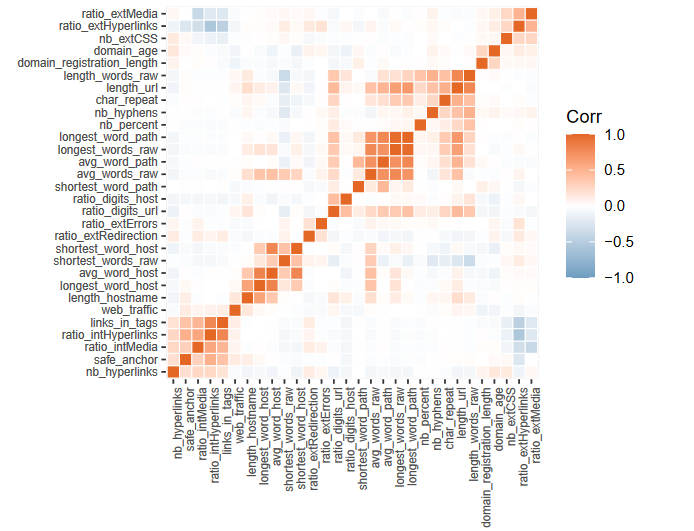 ratio_extMedia
ratio_extHyperlinks
nb_extCSS
domain_age
domain_registration_length
length_words_raw
length_url
char_repeat
nb_hyphens
nb_percent
longest_word_path
longest_words_raw
avg_word_path
avg_words_raw
shortest_word_path
ratio_digits_host
ratio_digits_url
ratio_extErrors
ratio_extRedirection
shortest_word_host
shortest_words_raw
avg_word_host
longest_word_host
length_hostname
web_traffic
links_in_tags
ratio_intHyperlinks
ratio_intMedia
safe_anchor
nb_hyperlinks
nb_hyperlinks
safe_anchor
ratio_intMedia
ratio_intHyperlinks
links_in_tags
web_traffic
length_hostname
longest_word_host
avg_word_host
shortest_words_raw
shortest_word_host
ratio_extRedirection
ratio_extErrors
ratio_digits_url
ratio_digits_host
shortest_word_path
avg_words_raw
avg_word_path
longest_words_raw
longest_word_path
nb_percent
nb_hyphens
char_repeat
length_url
length_words_raw
domain_registration_length
domain_age
nb_extCSS
ratio_extHyperlinks
ratio_extMedia
Corr
1.0
0.5
0.0
−0.5
−1.0